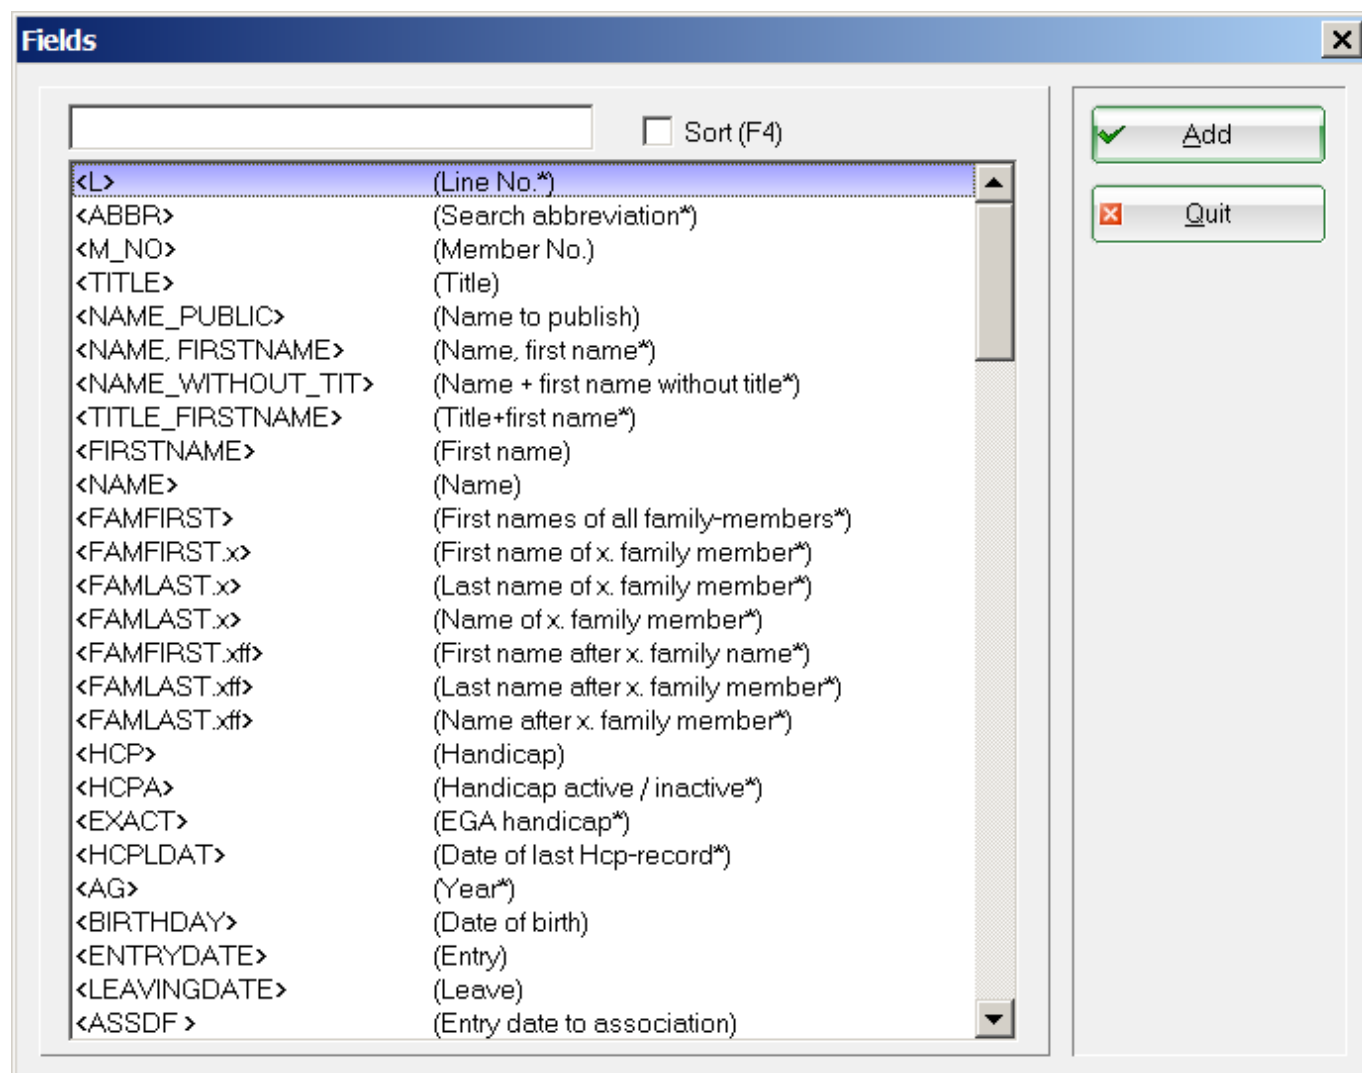 Fields
Sort (F4)
Add
Quit
<L> (Line No.*)
<ABBR> (Search abbreviation*)
<M_NO> (Member No.)
<TITLE> (Title)
<NAME_PUBLIC> (Name to publish)
<NAME, FIRSTNAME> (Name, first name*)
<NAME_WITHOUT_TIT> (Name + first name without title*)
<TITLE_FIRSTNAME> (Title+first name*)
<FIRSTNAME> (First name)
<NAME> (Name)
<FAMFIRST> (First names of all family-members*)
<FAMFIRST.x> (First name of x. family member*)
<FAMLAST.x> (Last name of x. family member*)
<FAMLAST.x> (Name of x. family member*)
<FAMFIRST.xff> (First name after x. family name*)
<FAMLAST.xff> (Last name after x. family member*)
<FAMLAST.xff> (Name after x. family member*)
<HCP> (Handicap)
<HCPA> (Handicap active / inactive*)
<EXACT> (EGA handicap*)
<HCPLDAT> (Date of last Hcp-record*)
<AG> (Year*)
<BIRTHDAY> (Date of birth)
<ENTRYDATE> (Entry)
<LEAVINGDATE> (Leave)
<ASSDF > (Entry date to association)